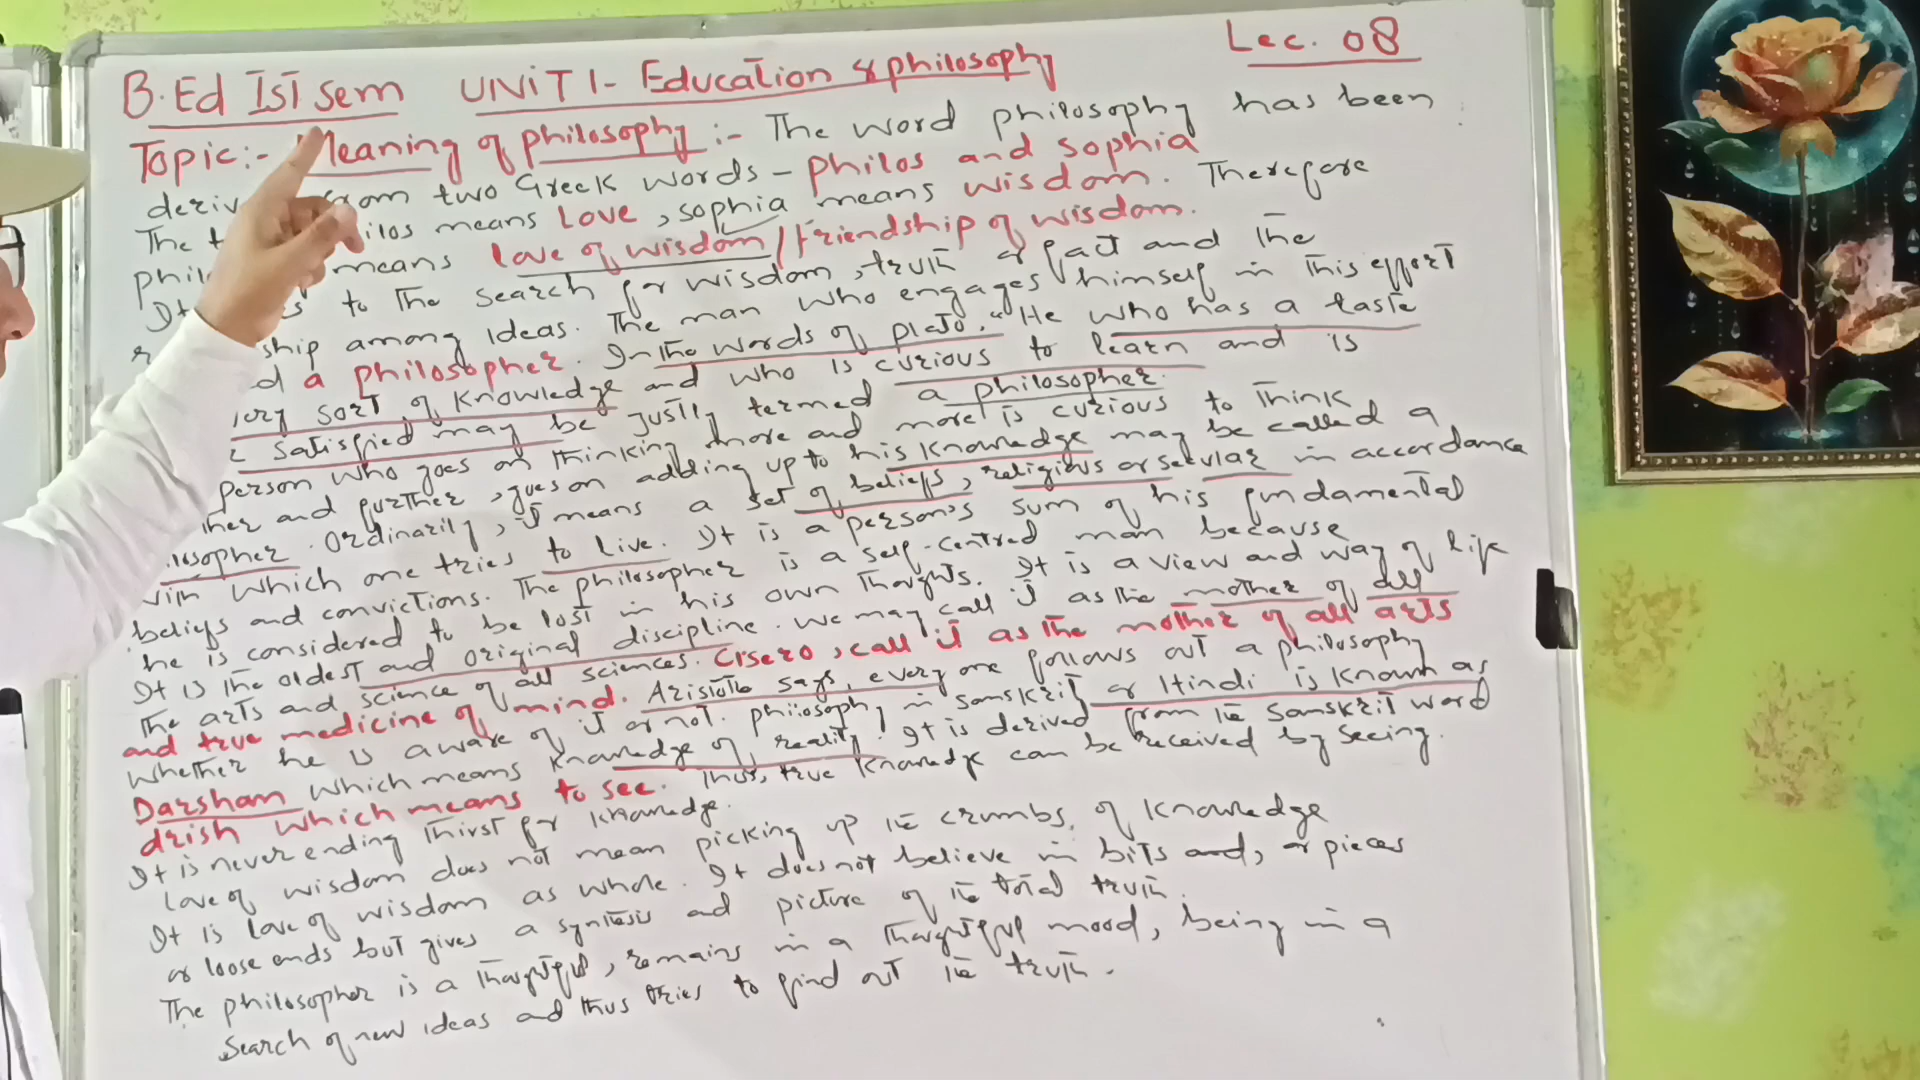 Lec. 08
B.Ed IST sem UNIT 1- Education & philosophy
Topic:- Meaning of philosophy :- The word philosophy has been
deriv from two Greek words - philos and sophia
The t ilos means Love, sophia means wisdom. Therefore
phil means love of wisdom / Friendship of wisdom.
It s to the search for wisdom, truth or fact and the
r ship among ideas. The man who engages himself in this effort
d a philosopher. In the words of plato, "He who has a taste
very sort of knowledge and who is curious to learn and is
satisfied may be justly termed a philosopher.
person who goes on thinking more and more is curious to think
her and further, goes on adding up to his knowledge may be called a
losopher. Ordinarily, it means a set of beliefs, religious or secular in accordance
with which one tries to live. It is a person's sum of his fundamental
beliefs and convictions. The philosopher is a self-centred man because
he is considered to be lost in his own thoughts. It is a view and way of life
It is the oldest and original discipline. we may call it as the mother of all
the arts and science of all sciences. Cisero, call it as the mother of all arts
and true medicine of mind. Aristotle says, every one follows out a philosophy
whether he is aware of it or not. philosophy in sanskrit or Hindi is known as
Darsham which means knowledge of reality. It is derived from the sanskrit word
drish which means to see. Thus, true knowledge can be received by seeing.
It is never ending thirst for knowledge.
Love of wisdom does not mean picking up the crumbs of knowledge
It is love of wisdom as whole. It does not believe in bits and, or pieces
or loose ends but gives a syntesis and picture of the total truth.
The philosopher is a thoughtful, remains in a thoughtful mood, being in a
search of new ideas and thus tries to find out the truth.